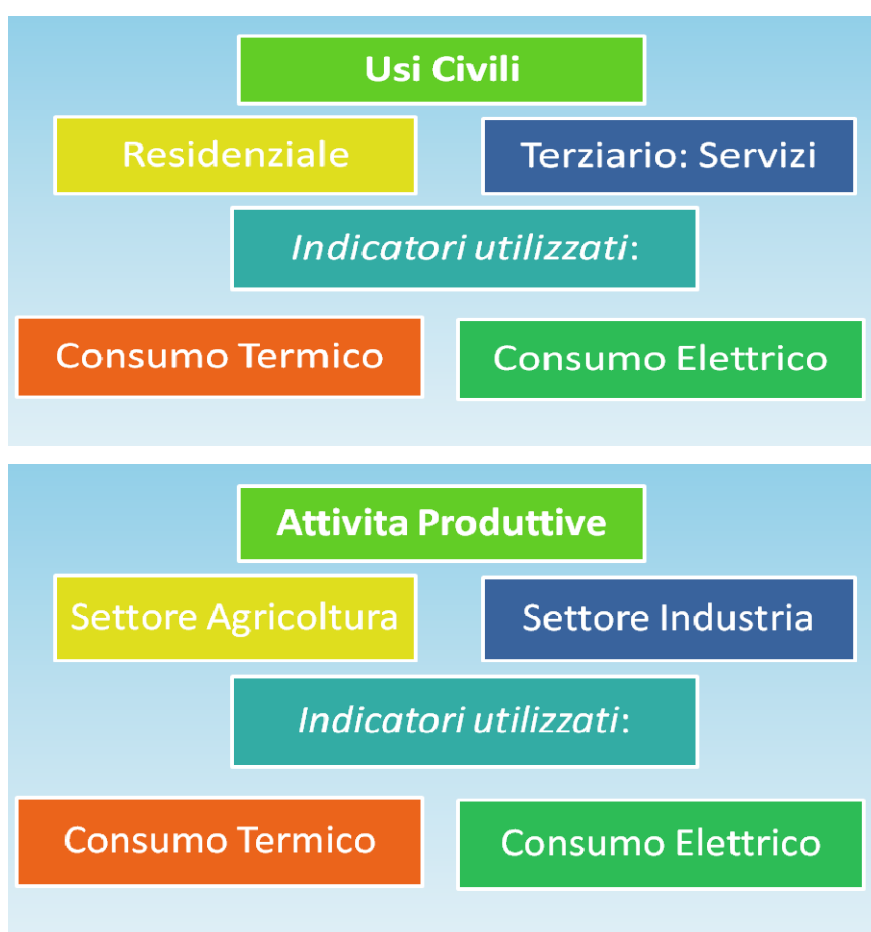 Usi Civili
Residenziale
Terziario: Servizi
Indicatori utilizzati:
Consumo Termico
Consumo Elettrico
Attivita Produttive
Settore Agricoltura
Settore Industria
Indicatori utilizzati:
Consumo Termico
Consumo Elettrico